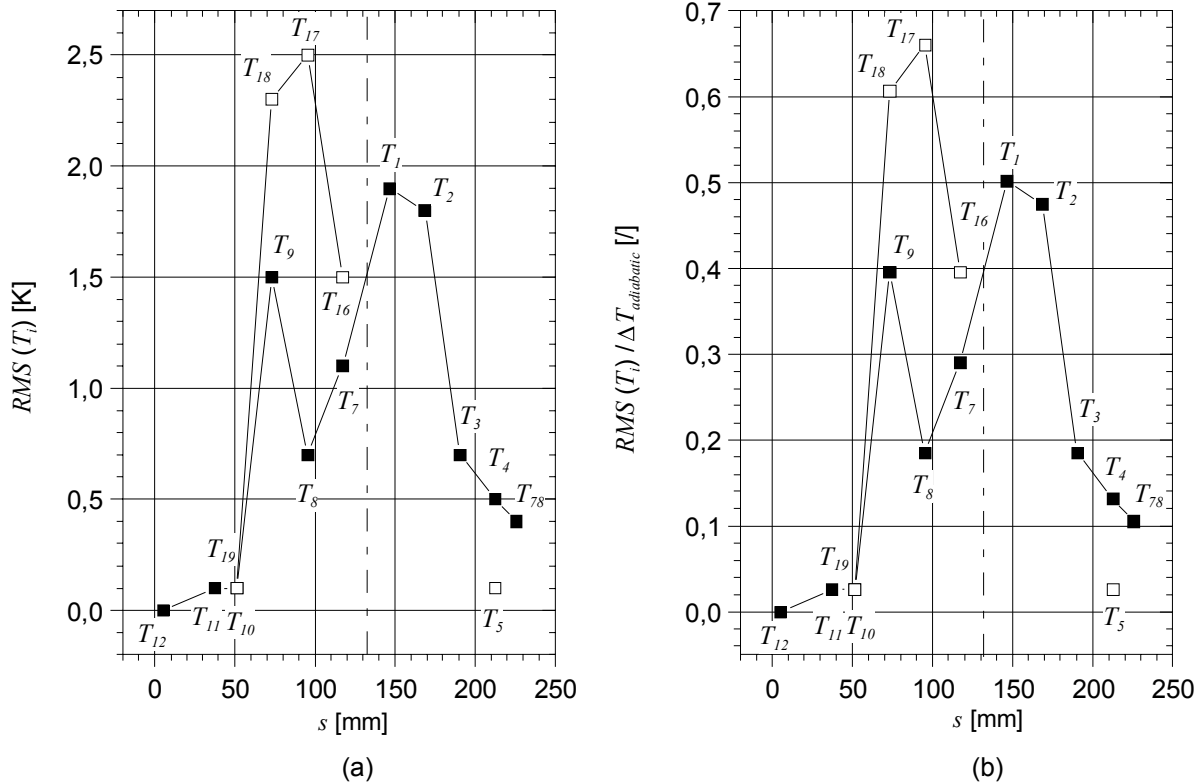 2,5
2,0
1,5
1,0
0,5
0,0
RMS (T_i) [K]
T_17
T_18
T_1
T_2
T_9
T_16
T_7
T_3
T_8
T_4
T_78
T_19
T_11
T_10
T_12
T_5
0 50 100 150 200 250
s [mm]
(a)
0,7
0,6
0,5
0,4
0,3
0,2
0,1
0,0
RMS (T_i) / ΔT_adiabatic [/]
T_17
T_18
T_1
T_2
T_16
T_9
T_7
T_3
T_8
T_4
T_78
T_19
T_11
T_10
T_12
T_5
0 50 100 150 200 250
s [mm]
(b)